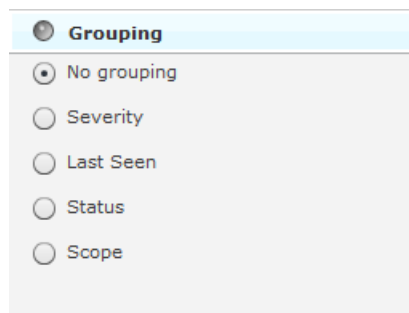 Grouping
No grouping
Severity
Last Seen
Status
Scope